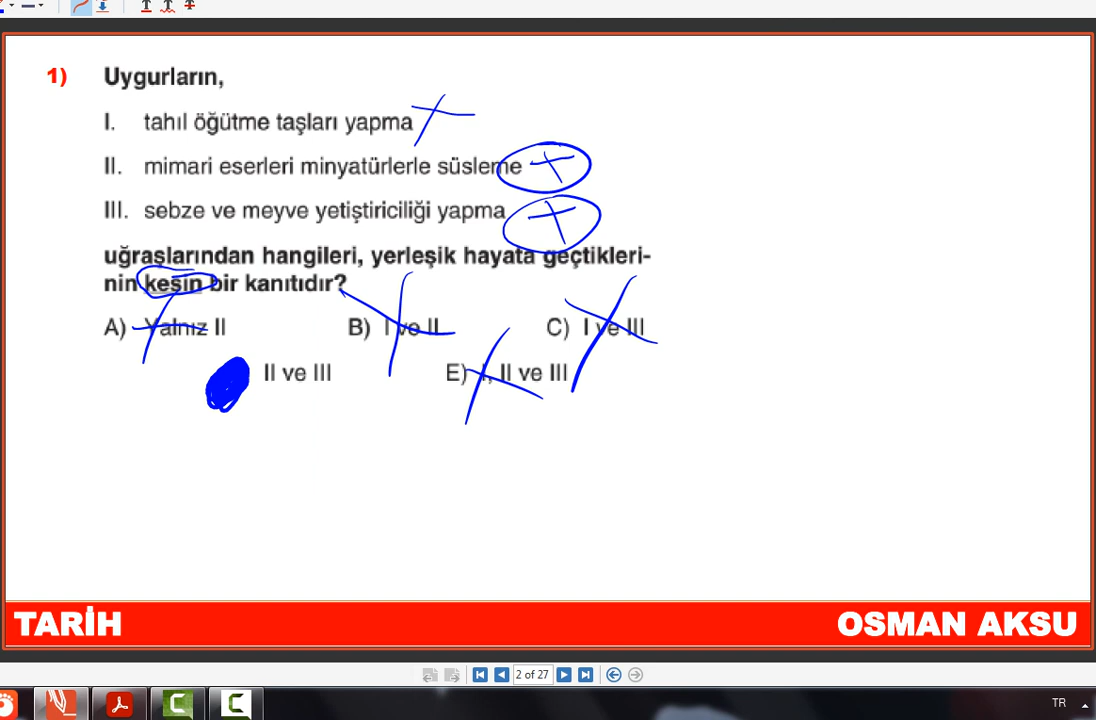 1) Uygurların,
I. tahıl öğütme taşları yapma
II. mimari eserleri minyatürlerle süsleme
III. sebze ve meyve yetiştiriciliği yapma
uğraşlarından hangileri, yerleşik hayata geçtikleri-
nin kesin bir kanıtıdır?
A) Yalnız II B) I ve II C) I ve III
II ve III E) I, II ve III
TARİH OSMAN AKSU
2 of 27
TR